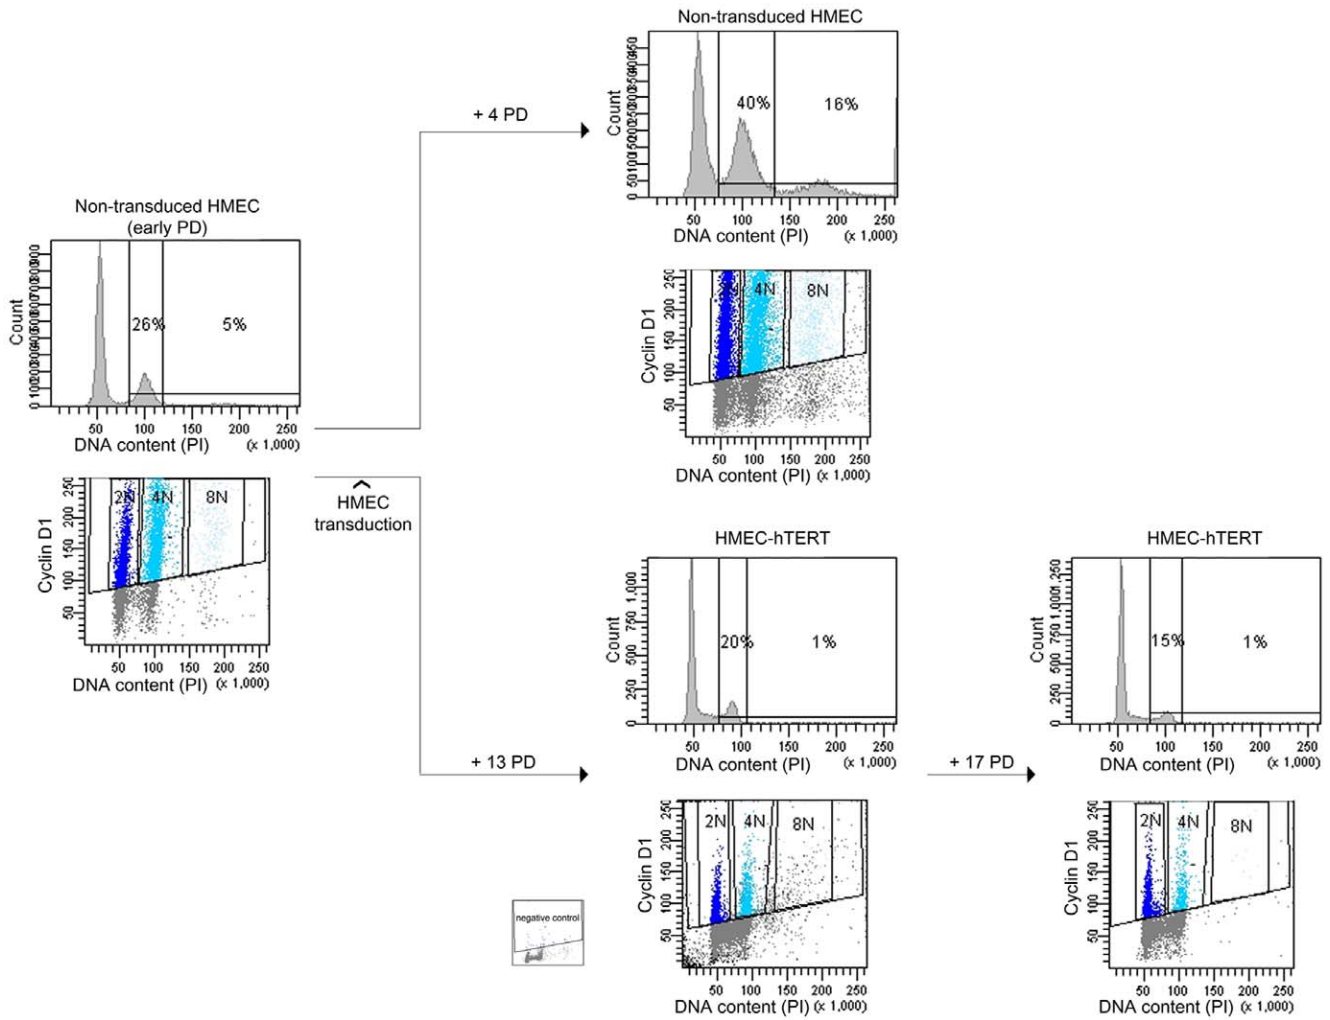 Non-transduced HMEC
Count
40%
16%
50 100 150 200 250
DNA content (PI) (x 1,000)
+ 4 PD
Non-transduced HMEC
(early PD)
Count
26%
5%
50 100 150 200 250
DNA content (PI) (x 1,000)
Cyclin D1
250 200 150 100 50
4N 8N
50 100 150 200 250
DNA content (PI) (x 1,000)
Cyclin D1
250 200 150 100 50
2N 4N 8N
50 100 150 200 250
DNA content (PI) (x 1,000)
HMEC
transduction
HMEC-hTERT
Count
1,000 750 500 250 0
20%
1%
50 100 150 200 250
DNA content (PI) (x 1,000)
HMEC-hTERT
Count
1,250 1,000 750 500 250 0
15%
1%
50 100 150 200 250
DNA content (PI) (x 1,000)
+ 13 PD
+ 17 PD
Cyclin D1
250 200 150 100 50
2N 4N 8N
50 100 150 200 250
DNA content (PI) (x 1,000)
Cyclin D1
250 200 150 100 50
2N 4N 8N
50 100 150 200 250
DNA content (PI) (x 1,000)
negative control